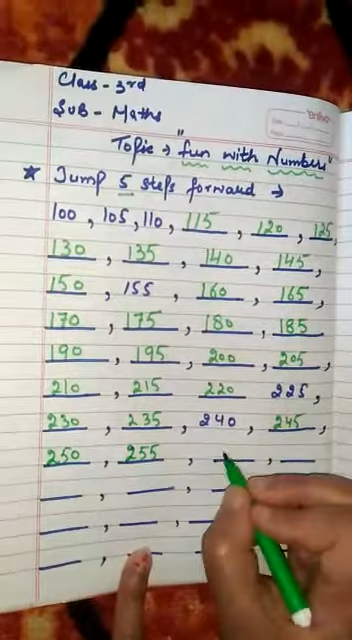 Class - 3rd
Sub - Maths
Topic → "fun with Numbers"
* Jump 5 steps forward →
100, 105, 110, 115, 120, 125,
130, 135, 140, 145,
150, 155, 160, 165,
170, 175, 180, 185
190, 195, 200, 205,
210, 215 220 225,
230, 235, 240, 245,
250, 255,